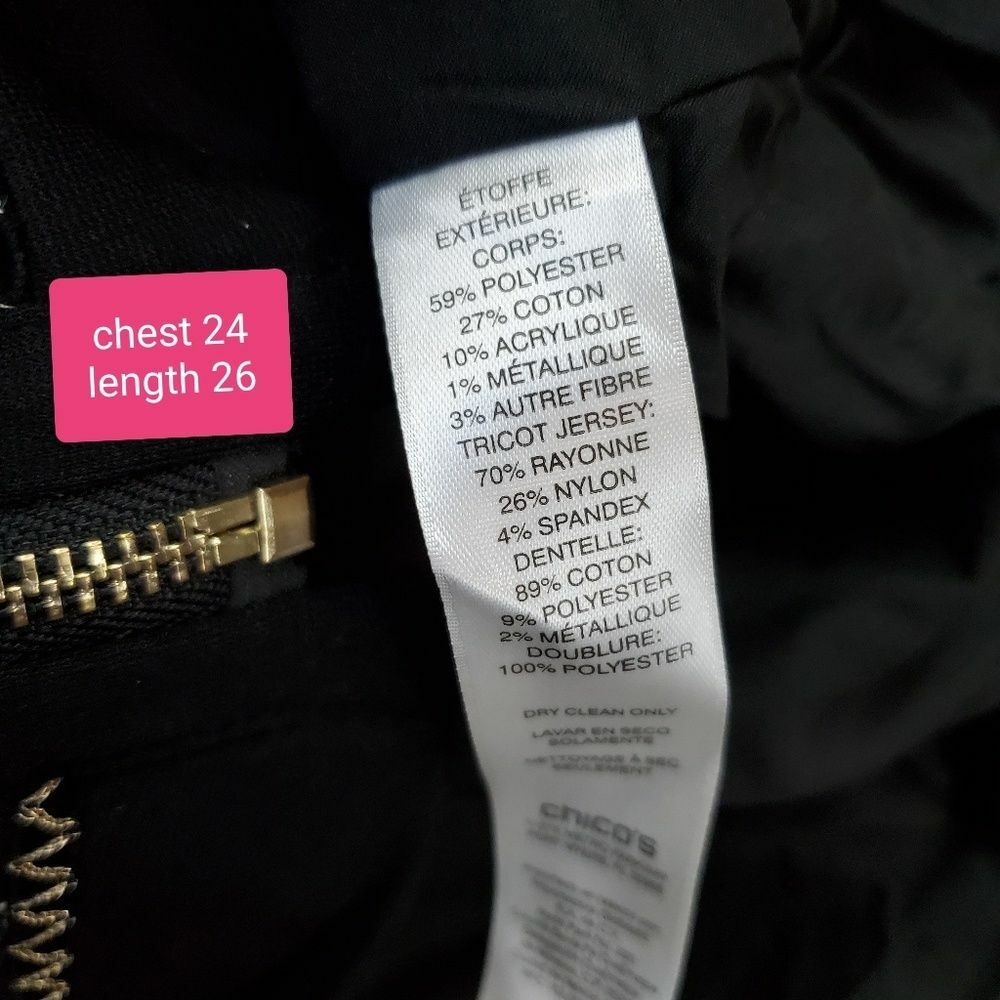 chest 24
length 26
ÉTOFFE
EXTÉRIEURE:
CORPS:
59% POLYESTER
27% COTON
10% ACRYLIQUE
1% MÉTALLIQUE
3% AUTRE FIBRE
TRICOT JERSEY:
70% RAYONNE
26% NYLON
4% SPANDEX
DENTELLE:
89% COTON
9% POLYESTER
2% MÉTALLIQUE
DOUBLURE:
100% POLYESTER
DRY CLEAN ONLY
LAVAR EN SECO
SOLAMENTE
NETTOYAGE À SEC
SEULEMENT
chico's